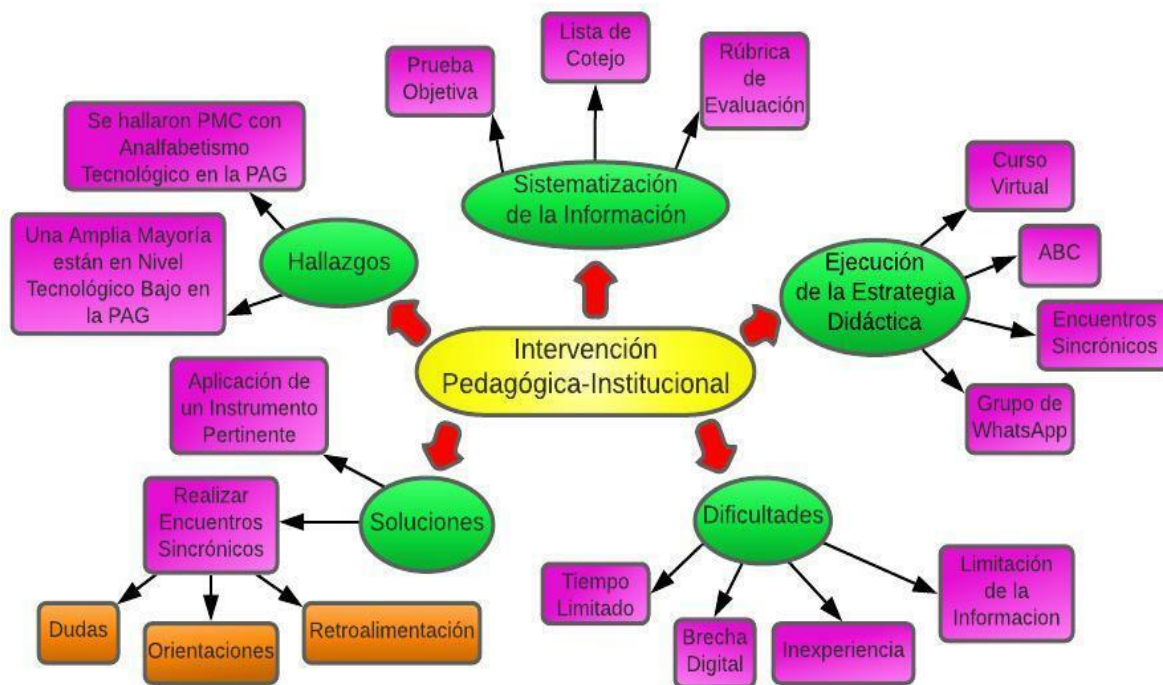 Lista de
Cotejo
Prueba
Objetiva
Rúbrica
de
Evaluación
Sistematización
de la Información
Se hallaron PMC con
Analfabetismo
Tecnológico en la PAG
Una Amplia Mayoría
están en Nivel
Tecnológico Bajo en
la PAG
Hallazgos
Curso
Virtual
ABC
Encuentros
Sincrónicos
Grupo de
WhatsApp
Ejecución
de la Estrategia
Didáctica
Intervención
Pedagógica-Institucional
Aplicación de
un Instrumento
Pertinente
Realizar
Encuentros
Sincrónicos
Soluciones
Dudas
Orientaciones
Retroalimentación
Dificultades
Tiempo
Limitado
Brecha
Digital
Inexperiencia
Limitación
de la
Informacion